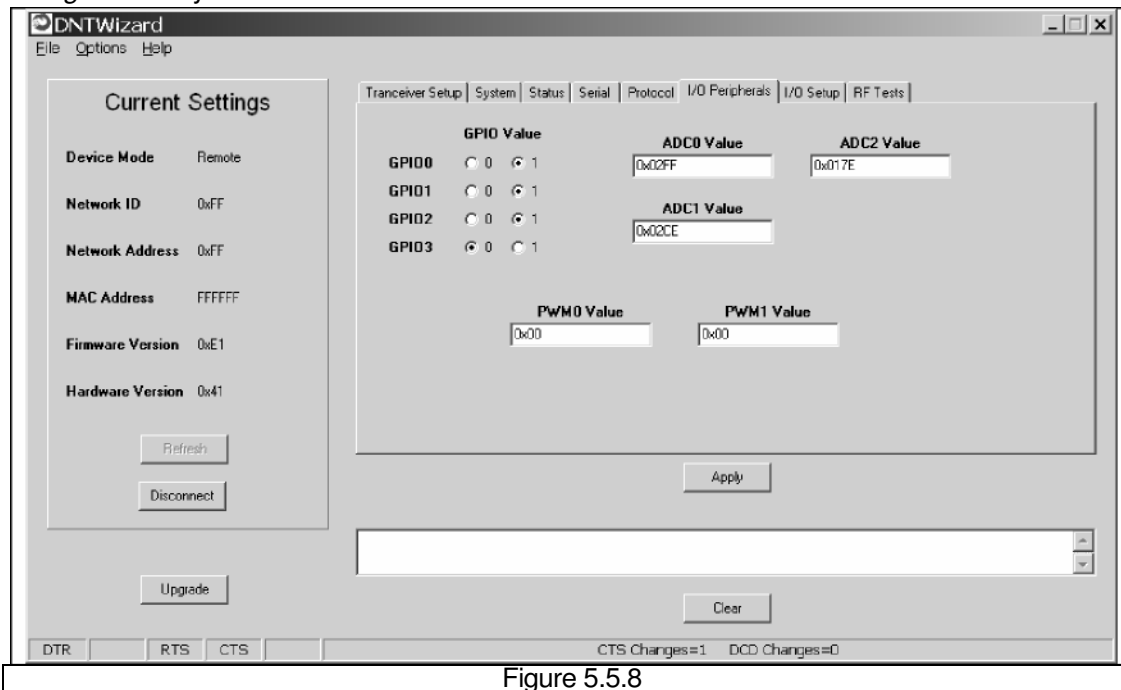 DNTWizard
File Options Help
Current Settings
Device Mode Remote
Network ID 0xFF
Network Address 0xFF
MAC Address FFFFFF
Firmware Version 0xE1
Hardware Version 0x41
Refresh
Disconnect
Upgrade
Tranceiver Setup System Status Serial Protocol I/O Peripherals I/O Setup RF Tests
GPIO Value
GPIO0 0 1
GPIO1 0 1
GPIO2 0 1
GPIO3 0 1
ADC0 Value
0x02FF
ADC2 Value
0x017E
ADC1 Value
0x02CE
PWM0 Value
0x00
PWM1 Value
0x00
Apply
Clear
DTR RTS CTS CTS Changes=1 DCD Changes=0
Figure 5.5.8